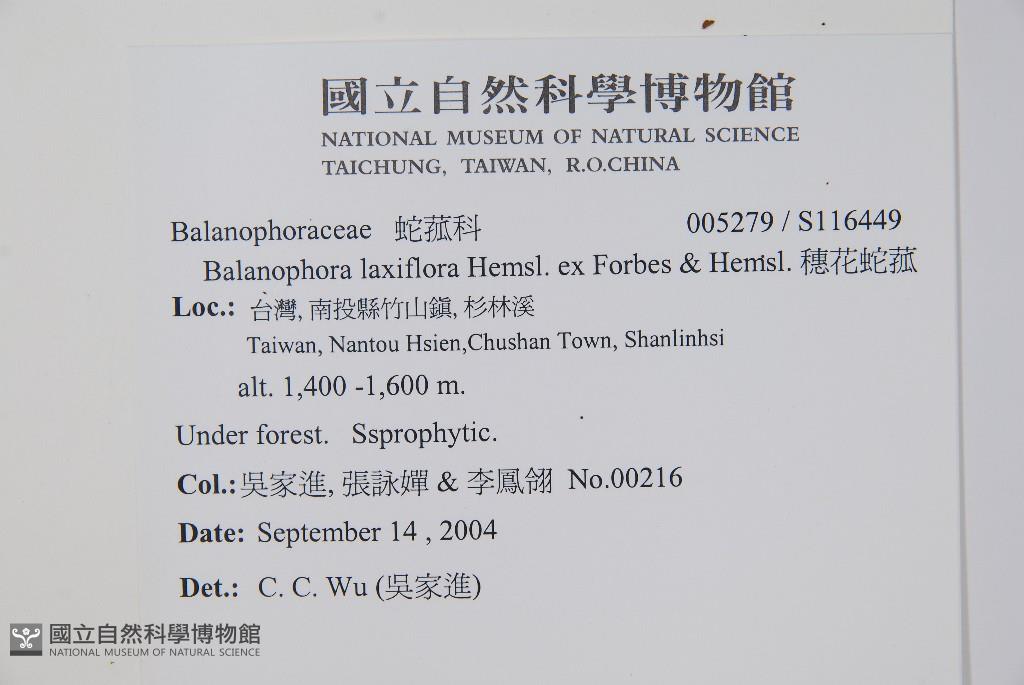 國立自然科學博物館
NATIONAL MUSEUM OF NATURAL SCIENCE
TAICHUNG, TAIWAN, R.O.CHINA
Balanophoraceae 蛇菰科 005279 / S116449
Balanophora laxiflora Hemsl. ex Forbes & Hemsl. 穗花蛇菰
Loc.: 台灣, 南投縣竹山鎮, 杉林溪
Taiwan, Nantou Hsien,Chushan Town, Shanlinhsi
alt. 1,400 -1,600 m.
Under forest. Ssprophytic.
Col.:吳家進, 張詠嬋 & 李鳳翎 No.00216
Date: September 14 , 2004
Det.: C. C. Wu (吳家進)
國立自然科學博物館
NATIONAL MUSEUM OF NATURAL SCIENCE